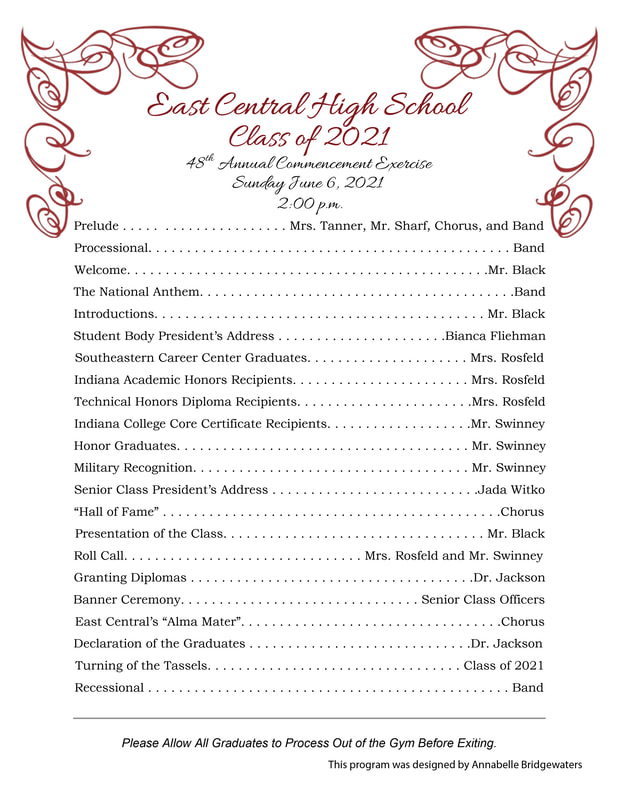 East Central High School
Class of 2021
48th Annual Commencement Exercise
Sunday June 6, 2021
2:00 p.m.
Prelude . . . . . . . . . . . . . . . . . . . . . Mrs. Tanner, Mr. Sharf, Chorus, and Band
Processional. . . . . . . . . . . . . . . . . . . . . . . . . . . . . . . . . . . . . . . . . . . . . . . Band
Welcome. . . . . . . . . . . . . . . . . . . . . . . . . . . . . . . . . . . . . . . . . . . . . . .Mr. Black
The National Anthem. . . . . . . . . . . . . . . . . . . . . . . . . . . . . . . . . . . . . . . . .Band
Introductions. . . . . . . . . . . . . . . . . . . . . . . . . . . . . . . . . . . . . . . . . . . Mr. Black
Student Body President’s Address . . . . . . . . . . . . . . . . . . . . . .Bianca Fliehman
Southeastern Career Center Graduates. . . . . . . . . . . . . . . . . . . . . Mrs. Rosfeld
Indiana Academic Honors Recipients. . . . . . . . . . . . . . . . . . . . . . . Mrs. Rosfeld
Technical Honors Diploma Recipients. . . . . . . . . . . . . . . . . . . . . . .Mrs. Rosfeld
Indiana College Core Certificate Recipients. . . . . . . . . . . . . . . . . . .Mr. Swinney
Honor Graduates. . . . . . . . . . . . . . . . . . . . . . . . . . . . . . . . . . . . . . Mr. Swinney
Military Recognition. . . . . . . . . . . . . . . . . . . . . . . . . . . . . . . . . . . . Mr. Swinney
Senior Class President’s Address . . . . . . . . . . . . . . . . . . . . . . . . . . .Jada Witko
“Hall of Fame” . . . . . . . . . . . . . . . . . . . . . . . . . . . . . . . . . . . . . . . . . . . .Chorus
Presentation of the Class. . . . . . . . . . . . . . . . . . . . . . . . . . . . . . . . . . Mr. Black
Roll Call. . . . . . . . . . . . . . . . . . . . . . . . . . . . . . . Mrs. Rosfeld and Mr. Swinney
Granting Diplomas . . . . . . . . . . . . . . . . . . . . . . . . . . . . . . . . . . . . .Dr. Jackson
Banner Ceremony. . . . . . . . . . . . . . . . . . . . . . . . . . . . . . . Senior Class Officers
East Central’s “Alma Mater”. . . . . . . . . . . . . . . . . . . . . . . . . . . . . . . . . .Chorus
Declaration of the Graduates . . . . . . . . . . . . . . . . . . . . . . . . . . . . .Dr. Jackson
Turning of the Tassels. . . . . . . . . . . . . . . . . . . . . . . . . . . . . . . . . Class of 2021
Recessional . . . . . . . . . . . . . . . . . . . . . . . . . . . . . . . . . . . . . . . . . . . . . . . Band
Please Allow All Graduates to Process Out of the Gym Before Exiting.
This program was designed by Annabelle Bridgewaters